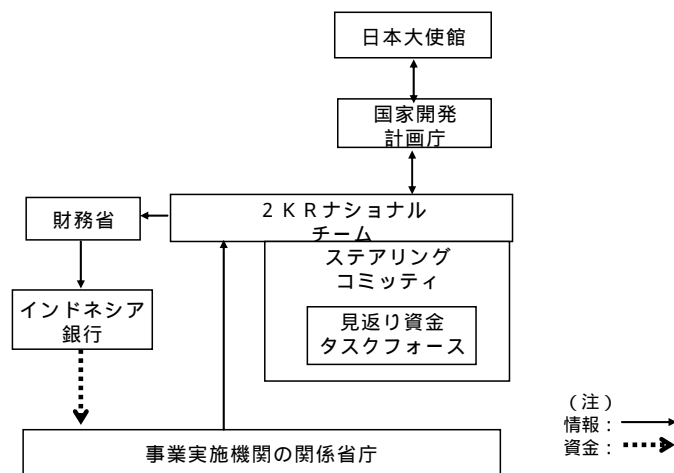 日本大使館
国家開発
計画庁
２ＫＲナショナル
チーム
財務省
ステアリング
コミッティ
インドネシア
銀行
見返り資金
タスクフォース
事業実施機関の関係省庁
（注）
情報：
資金：